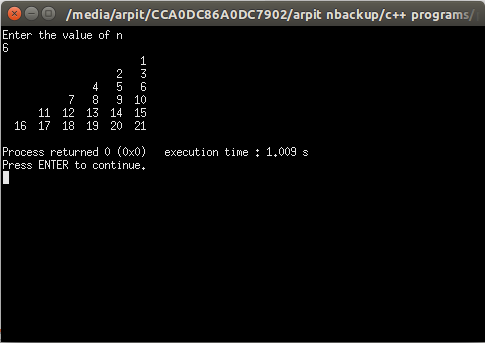 /media/arpit/CCA0DC86A0DC7902/arpit nbackup/c++ programs/
Enter the value of n
6
1
2 3
4 5 6
7 8 9 10
11 12 13 14 15
16 17 18 19 20 21
Process returned 0 (0x0) execution time : 1.009 s
Press ENTER to continue.